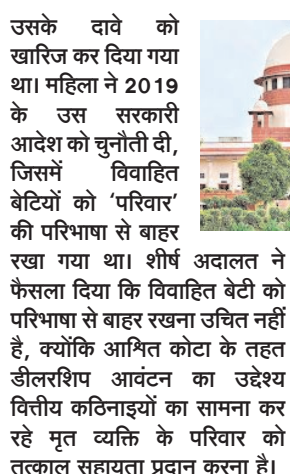 उसके दावे को
खारिज कर दिया गया
था। महिला ने 2019
के उस सरकारी
आदेश को चुनौती दी,
जिसमें विवाहित
बेटियों को ‘परिवार’
की परिभाषा से बाहर
रखा गया था। शीर्ष अदालत ने
फैसला दिया कि विवाहित बेटी को
परिभाषा से बाहर रखना उचित नहीं
है, क्योंकि आश्रित कोटा के तहत
डीलरशिप आवंटन का उद्देश्य
वित्तीय कठिनाइयों का सामना कर
रहे मृत व्यक्ति के परिवार को
तत्काल सहायता प्रदान करना है।